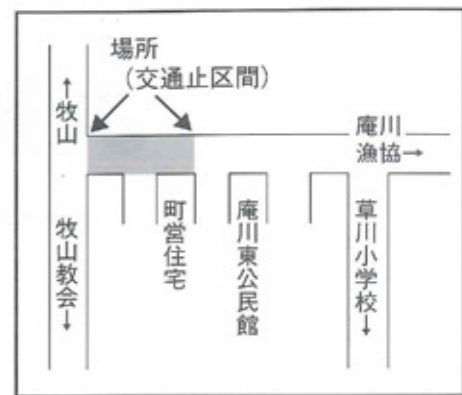 場所
（交通止区間）
←牧山
庵川
漁協→
牧山教会→
町営住宅
庵川東公民館
草川小学校→